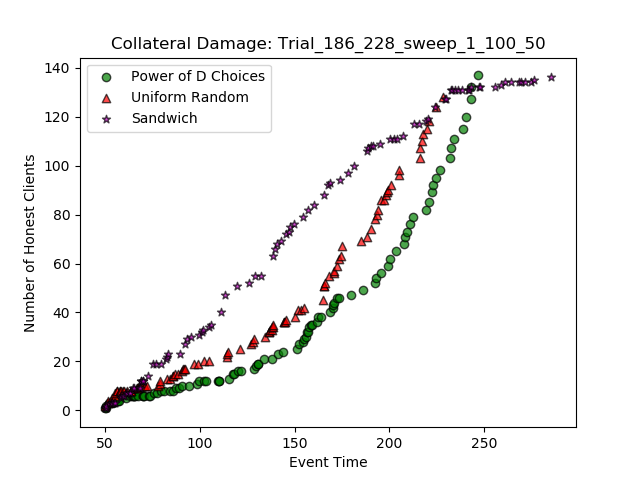 Collateral Damage: Trial_186_228_sweep_1_100_50
Power of D Choices
Uniform Random
Sandwich
Number of Honest Clients
140
120
100
80
60
40
20
0
50
100
150
200
250
Event Time